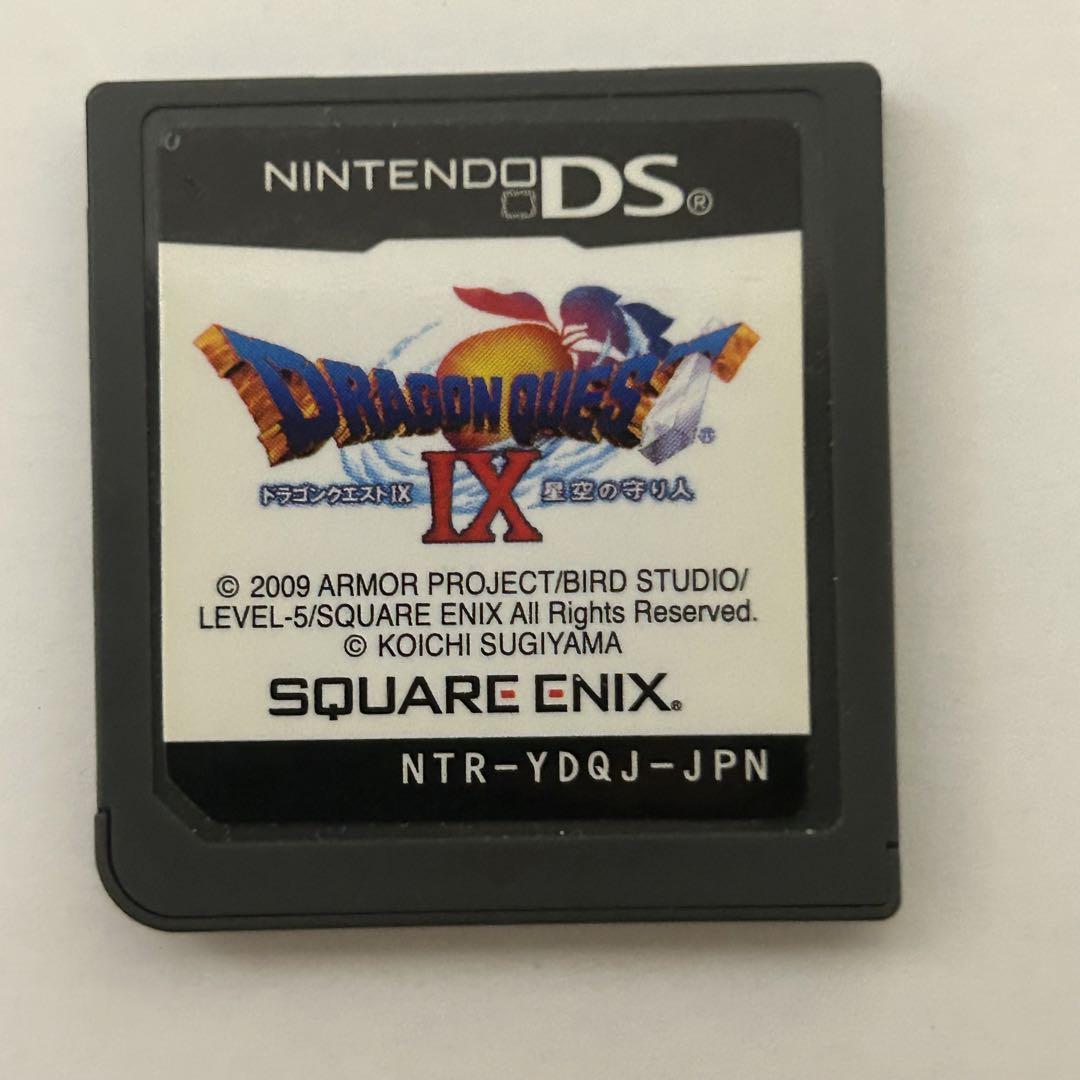 NINTENDO DS®
DRAGON QUEST®
IX
ドラゴンクエストIX 星空の守り人
© 2009 ARMOR PROJECT/BIRD STUDIO/
LEVEL-5/SQUARE ENIX All Rights Reserved.
© KOICHI SUGIYAMA
SQUARE ENIX®
NTR-YDQJ-JPN